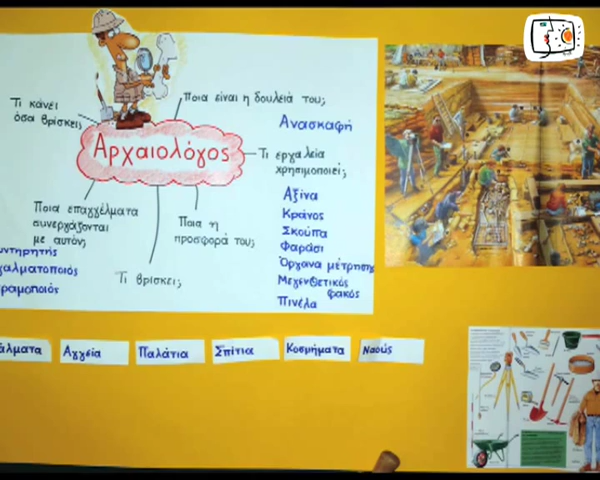 Τι κάνει
όσα βρίσκει;
Ποια είναι η δουλειά του;
Ανασκαφή
Αρχαιολόγος
Τι εργαλεία
χρησιμοποιεί;
Αξίνα
Κράνος
Σκούπα
Φαράσι
Όργανα μέτρησης
Μεγενθετικός
φακός
Πινέλα
Ποια επαγγέλματα
συνεργάζονται
με αυτόν;
Ποια η
προσφορά του;
Τι βρίσκει;
Αγγεία
Παλάτια
Σπίτια
Κοσμήματα
Ναούς